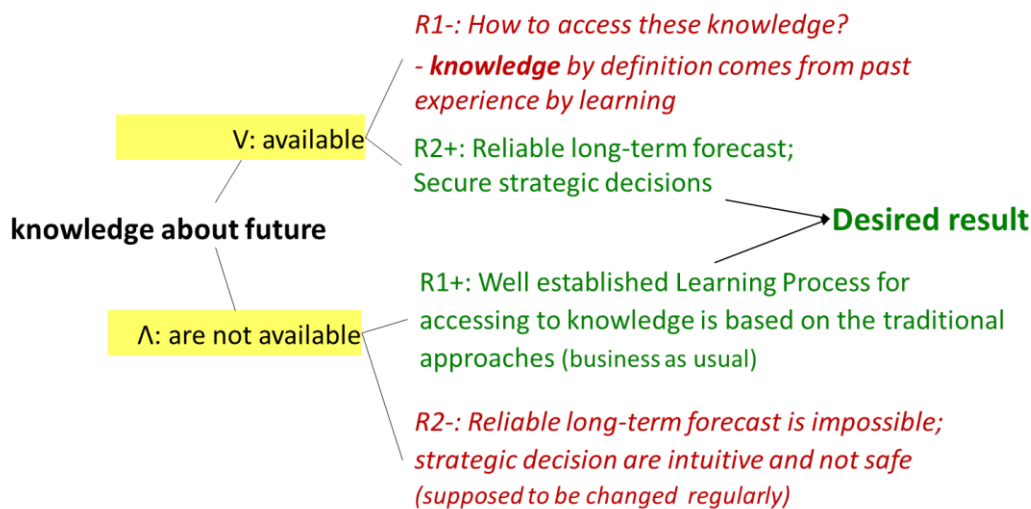 R1-: How to access these knowledge?
- knowledge by definition comes from past
experience by learning
V: available
R2+: Reliable long-term forecast;
Secure strategic decisions
knowledge about future
Desired result
R1+: Well established Learning Process for
accessing to knowledge is based on the traditional
approaches (business as usual)
Λ: are not available
R2-: Reliable long-term forecast is impossible;
strategic decision are intuitive and not safe
(supposed to be changed regularly)